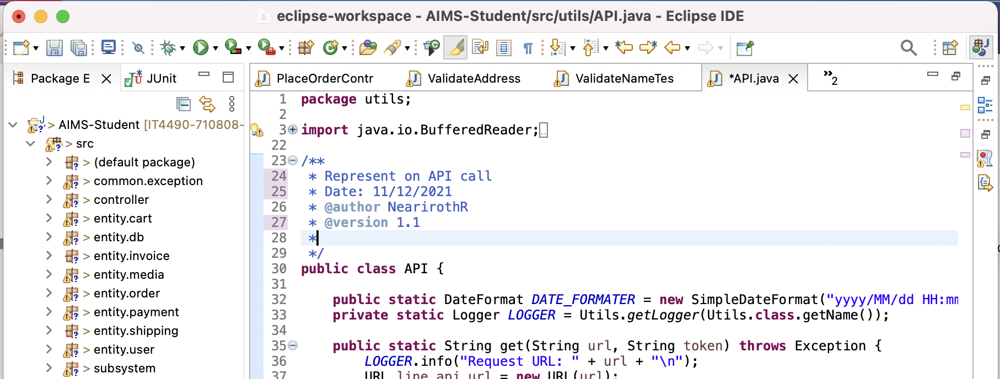 eclipse-workspace - AIMS-Student/src/utils/API.java - Eclipse IDE
Package E
JUnit
PlaceOrderContr
ValidateAddress
ValidateNameTes
*API.java
»2
> AIMS-Student [IT4490-710808-
> src
> (default package)
> common.exception
> controller
> entity.cart
> entity.db
> entity.invoice
> entity.media
> entity.order
> entity.payment
> entity.shipping
> entity.user
> subsystem
1 package utils;
2
3 import java.io.BufferedReader;
22
23 /**
24 * Represent on API call
25 * Date: 11/12/2021
26 * @author NearirothR
27 * @version 1.1
28 *
29 */
30 public class API {
31
32 public static DateFormat DATE_FORMATER = new SimpleDateFormat("yyyy/MM/dd HH:mm
33 private static Logger LOGGER = Utils.getLogger(Utils.class.getName());
34
35 public static String get(String url, String token) throws Exception {
36 LOGGER.info("Request URL: " + url + "\n");
37 URL line_api_url = new URL(url);